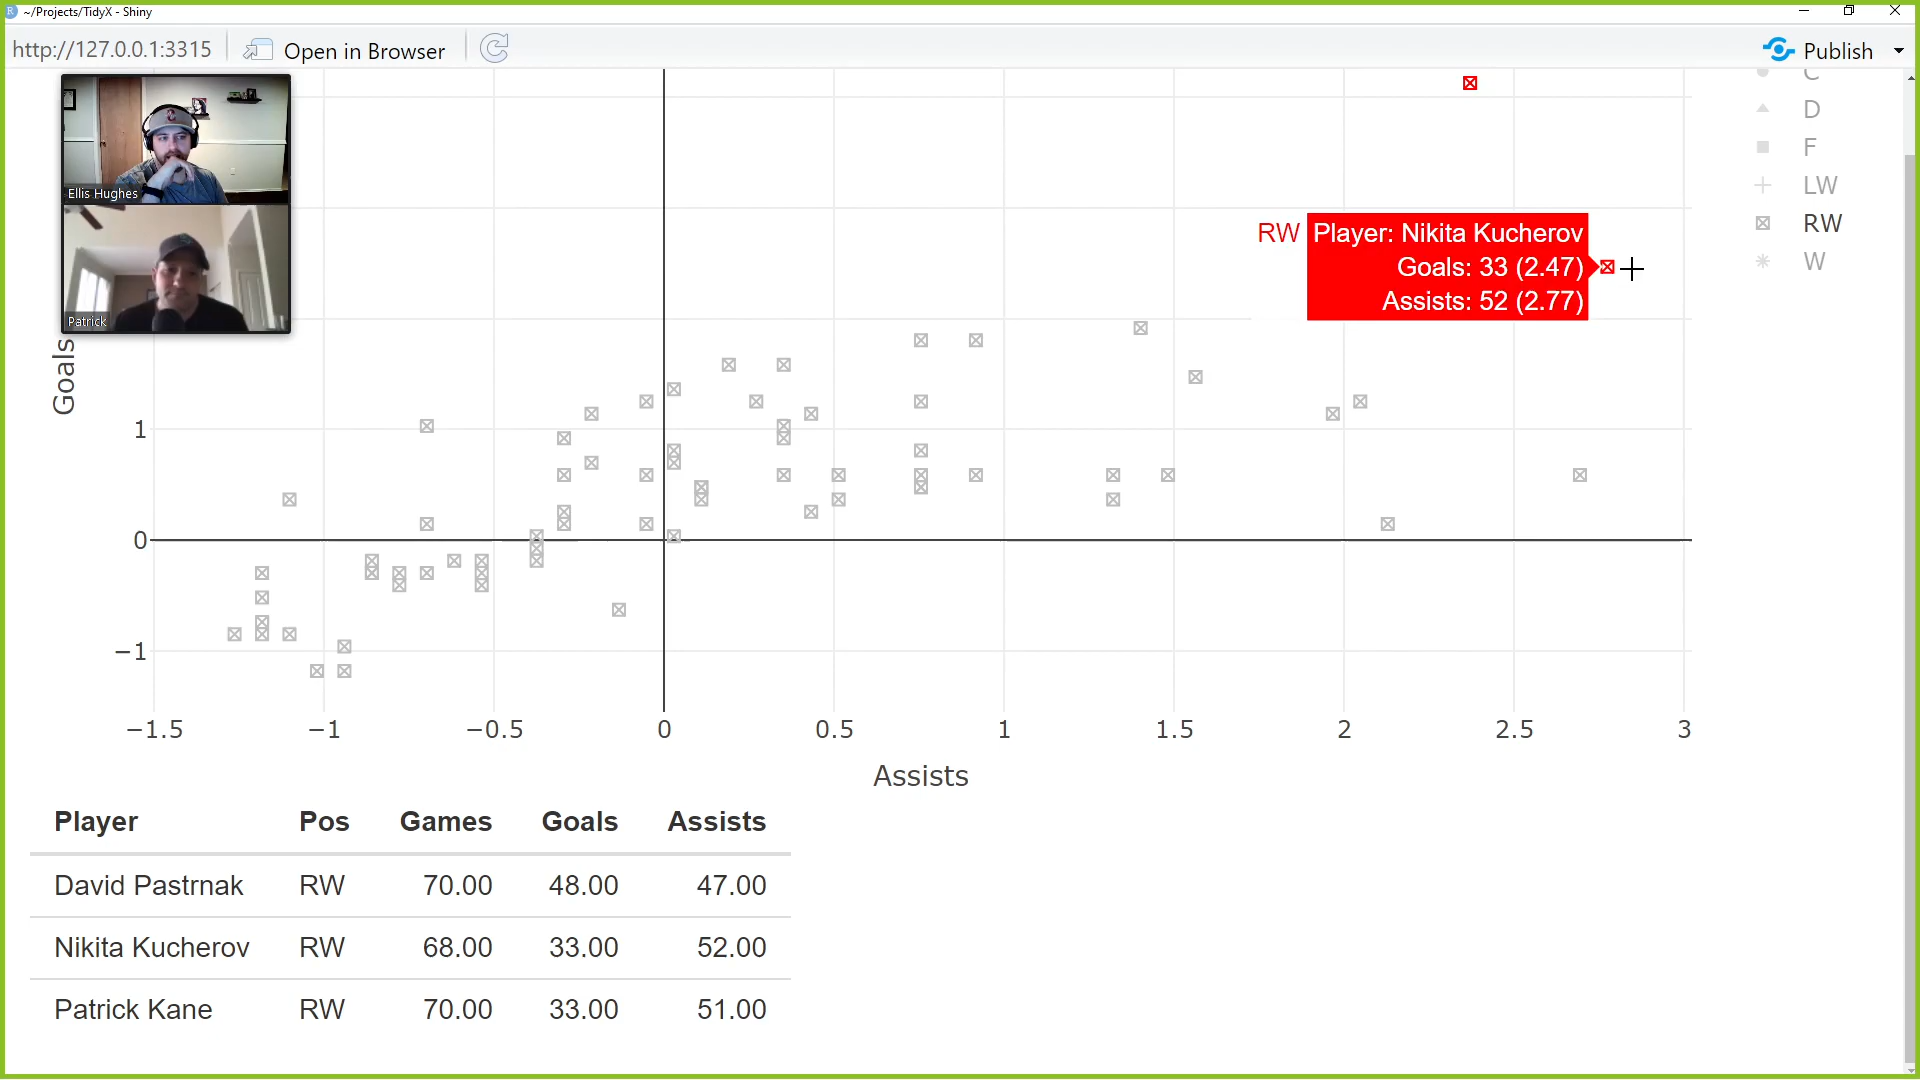 ~/Projects/TidyX - Shiny
http://127.0.0.1:3315
Open in Browser
Publish
Ellis Hughes
Patrick
C
D
F
LW
RW
W
RW
Player: Nikita Kucherov
Goals: 33 (2.47)
Assists: 52 (2.77)
Goals
1
0
−1
−1.5 −1 −0.5 0 0.5 1 1.5 2 2.5 3
Assists
Player Pos Games Goals Assists
David Pastrnak RW 70.00 48.00 47.00
Nikita Kucherov RW 68.00 33.00 52.00
Patrick Kane RW 70.00 33.00 51.00